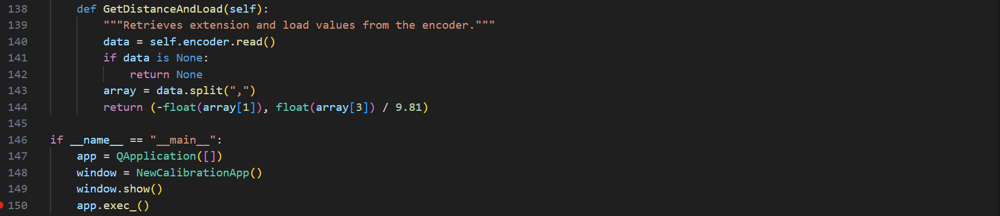 138 def GetDistanceAndLoad(self):
139 """Retrieves extension and load values from the encoder."""
140 data = self.encoder.read()
141 if data is None:
142 return None
143 array = data.split(",")
144 return (-float(array[1]), float(array[3]) / 9.81)
145
146 if __name__ == "__main__":
147 app = QApplication([])
148 window = NewCalibrationApp()
149 window.show()
150 app.exec_()